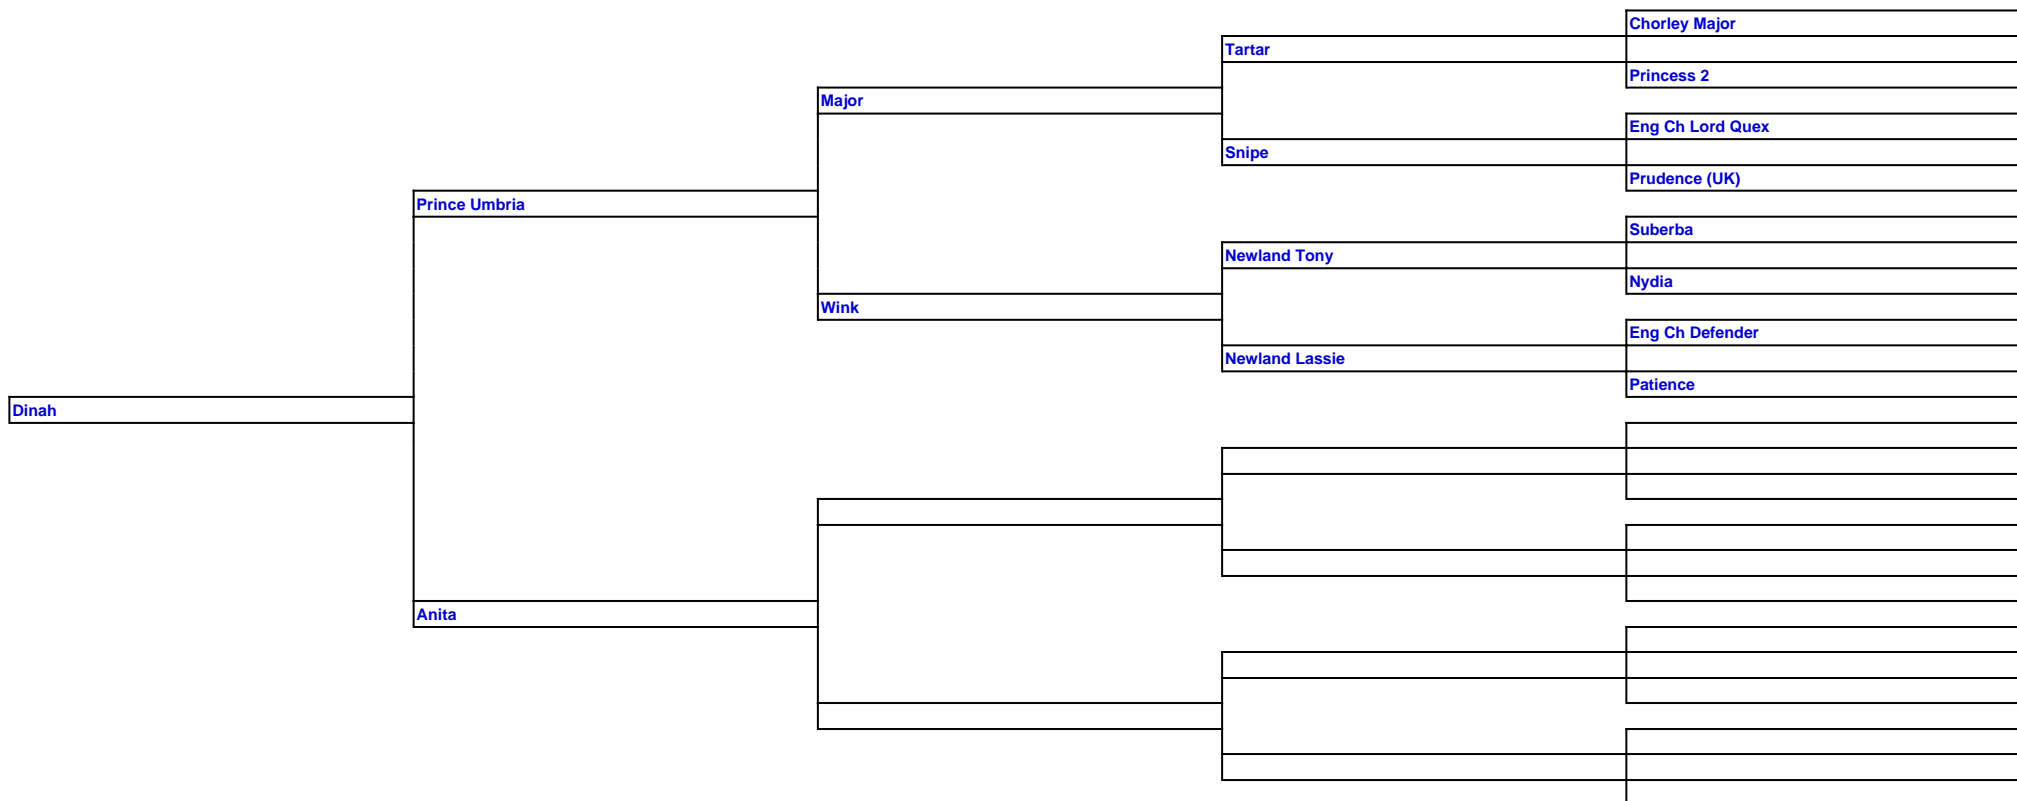 Chorley Major
Tartar
Princess 2
Major
Eng Ch Lord Quex
Snipe
Prudence (UK)
Prince Umbria
Suberba
Newland Tony
Nydia
Wink
Eng Ch Defender
Newland Lassie
Patience
Dinah
Anita